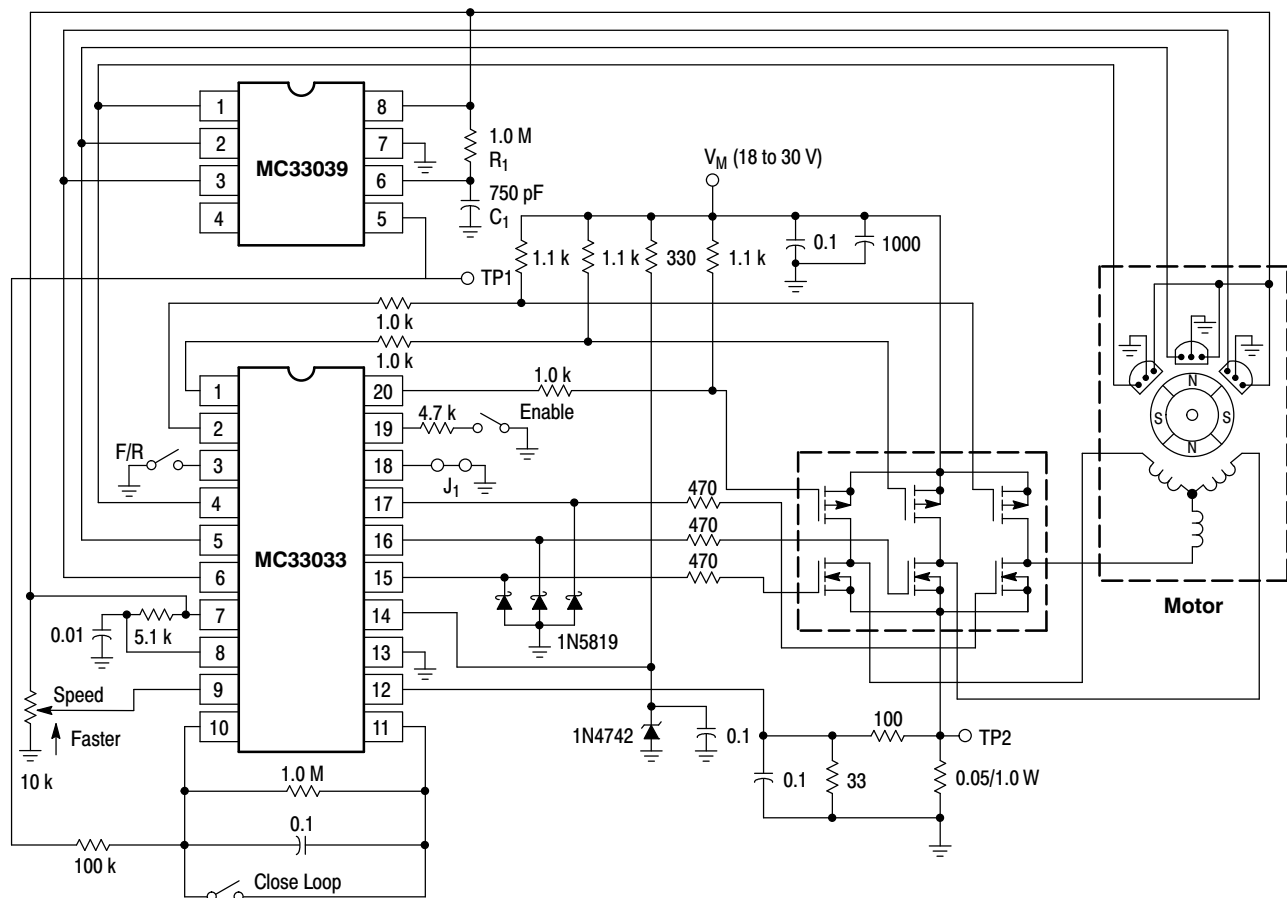 1
2
3
4
MC33039
8
7
6
5
1.0 M
R1
750 pF
C1
TP1
VM (18 to 30 V)
1.1 k
1.1 k
330
1.1 k
0.1
1000
1.0 k
1.0 k
1.0 k
Enable
4.7 k
F/R
J1
1
2
3
4
5
6
7
8
9
10
MC33033
20
19
18
17
16
15
14
13
12
11
470
470
470
1N5819
N
S
S
N
Motor
0.01
5.1 k
Speed
Faster
10 k
1N4742
0.1
100
TP2
0.1
33
0.05/1.0 W
1.0 M
0.1
100 k
Close Loop